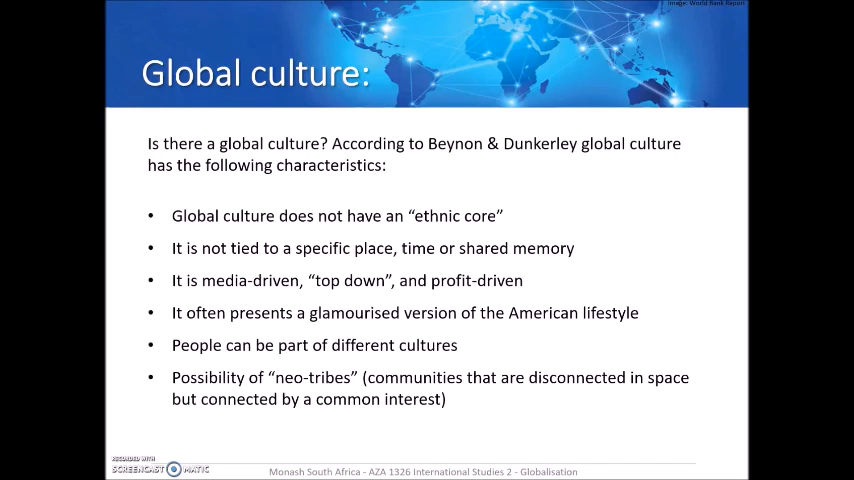 Image: World Bank Report
Global culture:
Is there a global culture? According to Beynon & Dunkerley global culture
has the following characteristics:
• Global culture does not have an “ethnic core”
• It is not tied to a specific place, time or shared memory
• It is media-driven, “top down”, and profit-driven
• It often presents a glamourised version of the American lifestyle
• People can be part of different cultures
• Possibility of “neo-tribes” (communities that are disconnected in space
but connected by a common interest)
RECORDED WITH
SCREENCAST MATIC
Monash South Africa - AZA 1326 International Studies 2 - Globalisation